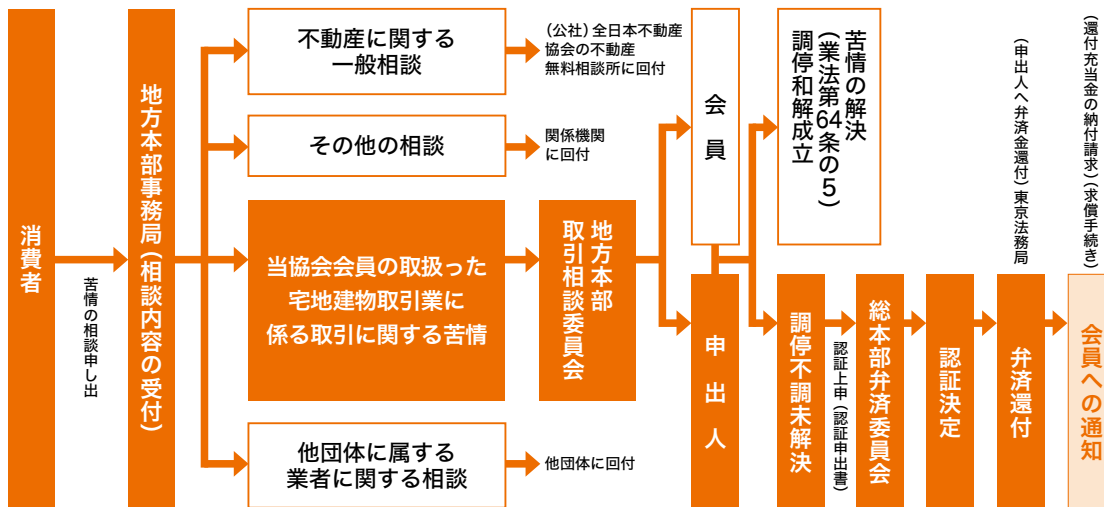 消費者
苦情の相談申し出
地方本部事務局(相談内容の受付)
不動産に関する
一般相談
(公社)全日本不動産
協会の不動産
無料相談所に回付
その他の相談
関係機関
に回付
当協会会員の取扱った
宅地建物取引業に
係る取引に関する苦情
他団体に属する
業者に関する相談
他団体に回付
地方本部
取引相談委員会
会員
申出人
苦情の解決
(業法第64条の5)
調停和解成立
調停不調未解決
認証上申(認証申出書)
総本部弁済委員会
認証決定
(申出人へ弁済金還付)東京法務局
弁済還付
(還付充当金の納付請求)(求償手続き)
会員への通知